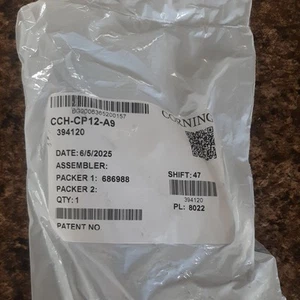 CCH-CP12-A9
394120
CORNING
DATE: 6/5/2025
ASSEMBLER:
PACKER 1: 686988
SHIFT: 47
PACKER 2:
394120
QTY: 1
PL: 8022
PATENT NO.